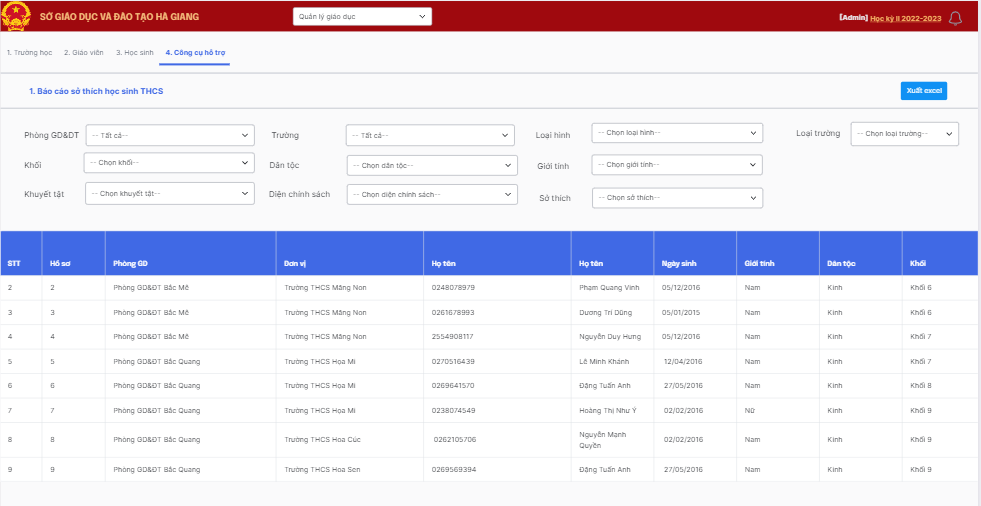 SỞ GIÁO DỤC VÀ ĐÀO TẠO HÀ GIANG
Quản lý giáo dục
[Admin] Học kỳ II 2022-2023
1. Trường học 2. Giáo viên 3. Học sinh 4. Công cụ hỗ trợ
1. Báo cáo sở thích học sinh THCS
Xuất excel
Phòng GD&ĐT -- Tất cả-- Trường -- Tất cả-- Loại hình -- Chọn loại hình-- Loại trường -- Chọn loại trường--
Khối -- Chọn khối-- Dân tộc -- Chọn dân tộc-- Giới tính -- Chọn giới tính--
Khuyết tật -- Chọn khuyết tật-- Diện chính sách -- Chọn diện chính sách-- Sở thích -- Chọn sở thích--
STT Hồ sơ Phòng GD Đơn vị Họ tên Họ tên Ngày sinh Giới tính Dân tộc Khối
2 2 Phòng GD&ĐT Bắc Mê Trường THCS Măng Non 0248078979 Phạm Quang Vinh 05/12/2016 Nam Kinh Khối 6
3 3 Phòng GD&ĐT Bắc Mê Trường THCS Măng Non 0261678993 Dương Trí Dũng 05/01/2015 Nam Kinh Khối 6
4 4 Phòng GD&ĐT Bắc Mê Trường THCS Măng Non 2554908117 Nguyễn Duy Hưng 05/12/2016 Nam Kinh Khối 7
5 5 Phòng GD&ĐT Bắc Quang Trường THCS Họa Mi 0270516439 Lê Minh Khánh 12/04/2016 Nam Kinh Khối 7
6 6 Phòng GD&ĐT Bắc Quang Trường THCS Họa Mi 0269641570 Đặng Tuấn Anh 27/05/2016 Nam Kinh Khối 8
7 7 Phòng GD&ĐT Bắc Quang Trường THCS Họa Mi 0238074549 Hoàng Thị Như Ý 02/02/2016 Nữ Kinh Khối 9
8 8 Phòng GD&ĐT Bắc Quang Trường THCS Hoa Cúc 0262105706 Nguyễn Mạnh Quyền 02/02/2016 Nam Kinh Khối 9
9 9 Phòng GD&ĐT Bắc Quang Trường THCS Hoa Sen 0269569394 Đặng Tuấn Anh 27/05/2016 Nam Kinh Khối 9